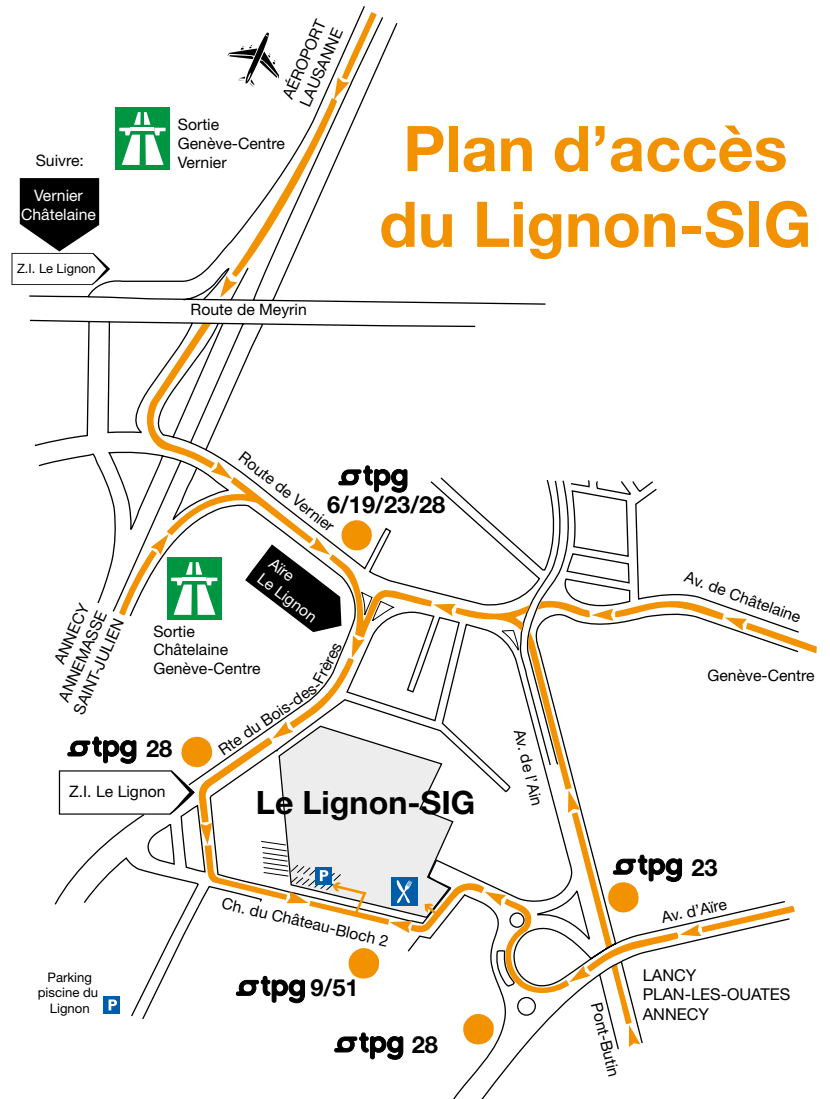 AÉROPORT
LAUSANNE
Sortie
Genève-Centre
Vernier
Plan d'accès
du Lignon-SIG
Suivre:
Vernier
Châtelaine
Z.I. Le Lignon
Route de Meyrin
Route de Vernier
tpg
6/19/23/28
Aïre
Le Lignon
Av. de Châtelaine
Genève-Centre
ANNECY
ANNEMASSE
SAINT-JULIEN
Sortie
Châtelaine
Genève-Centre
Rte du Bois-des-Frères
tpg 28
Z.I. Le Lignon
Av. de l'Ain
Le Lignon-SIG
P
tpg 23
Ch. du Château-Bloch 2
Av. d'Aïre
tpg 9/51
Parking
piscine du
Lignon P
LANCY
PLAN-LES-OUATES
ANNECY
Pont-Butin
tpg 28